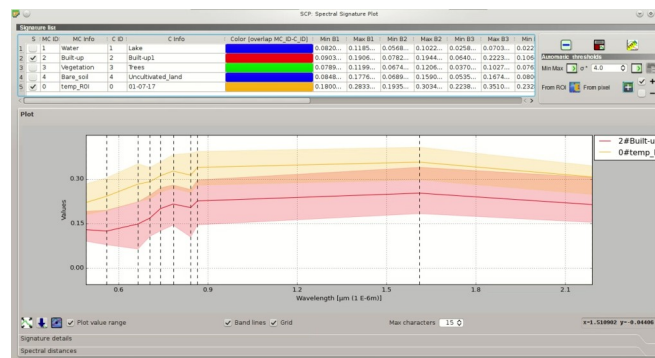 SCP: Spectral Signature Plot
Signature list
S MC ID MC Info C ID C Info Color [overlap MC_ID-C_ID] Min B1 Max B1 Min B2 Max B2 Min B3 Max B3 Min
1 1 Water 1 Lake 0.0820... 0.1185... 0.0568... 0.1022... 0.0258... 0.0703... 0.022
2 2 Built-up 2 Built-up1 0.0903... 0.1906... 0.0782... 0.1944... 0.0640... 0.2223... 0.106
3 3 Vegetation 3 Trees 0.0789... 0.1199... 0.0674... 0.1206... 0.0370... 0.1027... 0.076
4 4 Bare_soil 4 Uncultivated_land 0.0848... 0.1776... 0.0689... 0.1590... 0.0535... 0.1674... 0.080
5 0 temp_ROI 0 01-07-17 0.1800... 0.2833... 0.1935... 0.3034... 0.2238... 0.3510... 0.232
Automatic thresholds
Min Max σ* 4.0
From ROI From pixel + −
Plot
2#Built-u
0#temp_
0.30
Values
0.15
0.00
0.6 0.9 1.2 1.5 1.8 2.1
Wavelength [µm (1 E-6m)]
Plot value range Band lines Grid Max characters 15 x=1.510902 y=-0.04406
Signature details
Spectral distances